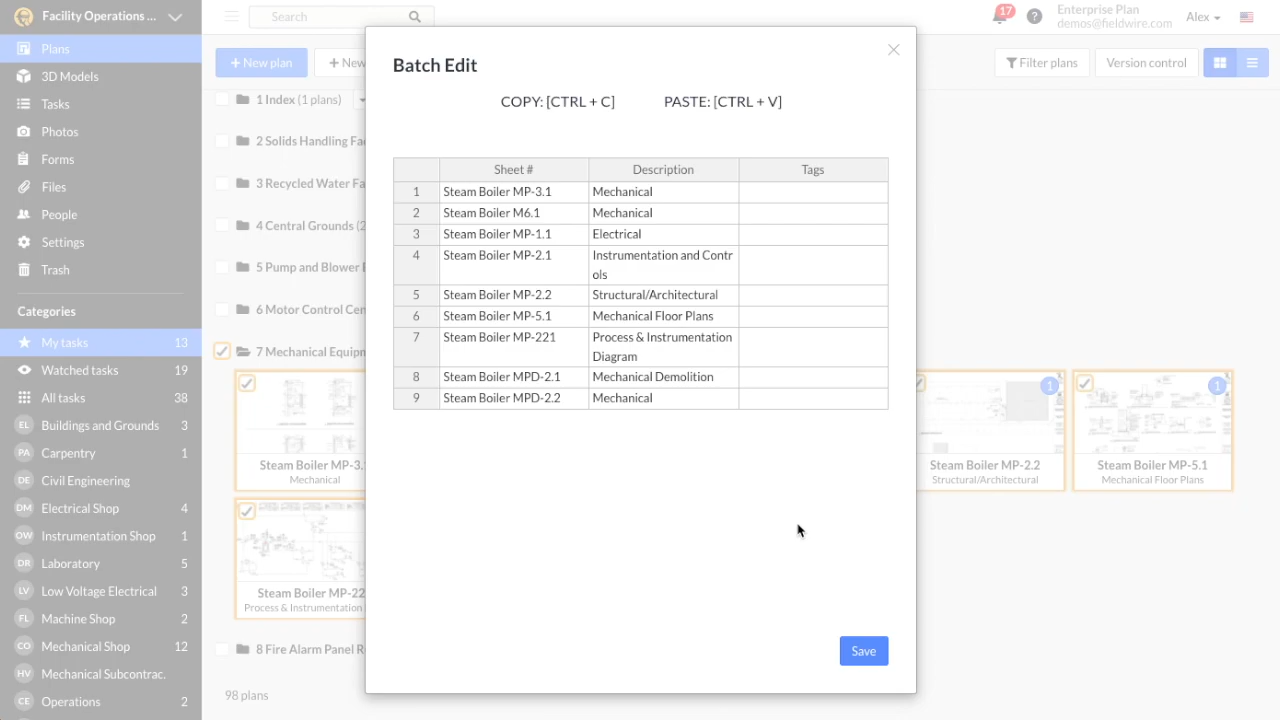 Facility Operations ...
Search
17
Enterprise Plan
demos@fieldwire.com
Alex
Plans
3D Models
Tasks
Photos
Forms
Files
People
Settings
Trash
Categories
My tasks 13
Watched tasks 19
All tasks 38
EL Buildings and Grounds 3
PA Carpentry 1
DE Civil Engineering
DM Electrical Shop 4
OW Instrumentation Shop 1
DR Laboratory 5
LV Low Voltage Electrical 3
FL Machine Shop 2
CO Mechanical Shop 12
HV Mechanical Subcontrac.
CE Operations 2
+ New plan
+ New
Filter plans
Version control
1 Index (1 plans)
2 Solids Handling Fa
3 Recycled Water Fa
4 Central Grounds (2
5 Pump and Blower
6 Motor Control Cen
7 Mechanical Equipm
Steam Boiler MP-3.1
Mechanical
Steam Boiler MP-2.2
Structural/Architectural
1
Steam Boiler MP-5.1
Mechanical Floor Plans
1
Steam Boiler MP-22
Process & Instrumentation
8 Fire Alarm Panel R
98 plans
Batch Edit
COPY: [CTRL + C]
PASTE: [CTRL + V]
Sheet # Description Tags
1 Steam Boiler MP-3.1 Mechanical
2 Steam Boiler M6.1 Mechanical
3 Steam Boiler MP-1.1 Electrical
4 Steam Boiler MP-2.1 Instrumentation and Contr
ols
5 Steam Boiler MP-2.2 Structural/Architectural
6 Steam Boiler MP-5.1 Mechanical Floor Plans
7 Steam Boiler MP-221 Process & Instrumentation
Diagram
8 Steam Boiler MPD-2.1 Mechanical Demolition
9 Steam Boiler MPD-2.2 Mechanical
Save